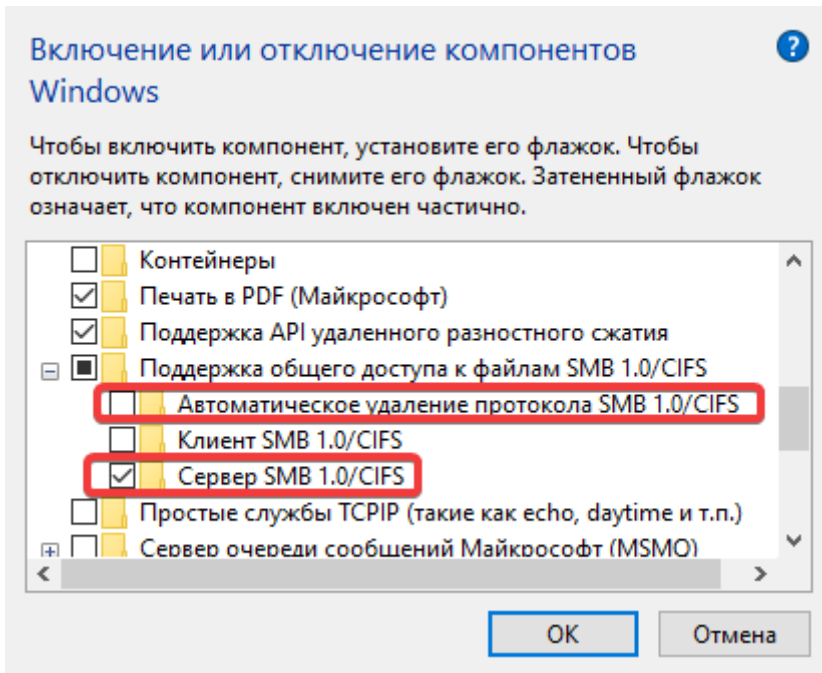 Включение или отключение компонентов
Windows
?
Чтобы включить компонент, установите его флажок. Чтобы
отключить компонент, снимите его флажок. Затененный флажок
означает, что компонент включен частично.
Контейнеры
Печать в PDF (Майкрософт)
Поддержка API удаленного разностного сжатия
Поддержка общего доступа к файлам SMB 1.0/CIFS
Автоматическое удаление протокола SMB 1.0/CIFS
Клиент SMB 1.0/CIFS
Сервер SMB 1.0/CIFS
Простые службы TCPIP (такие как echo, daytime и т.п.)
Сервер очереди сообщений Майкрософт (MSMQ)
ОК Отмена